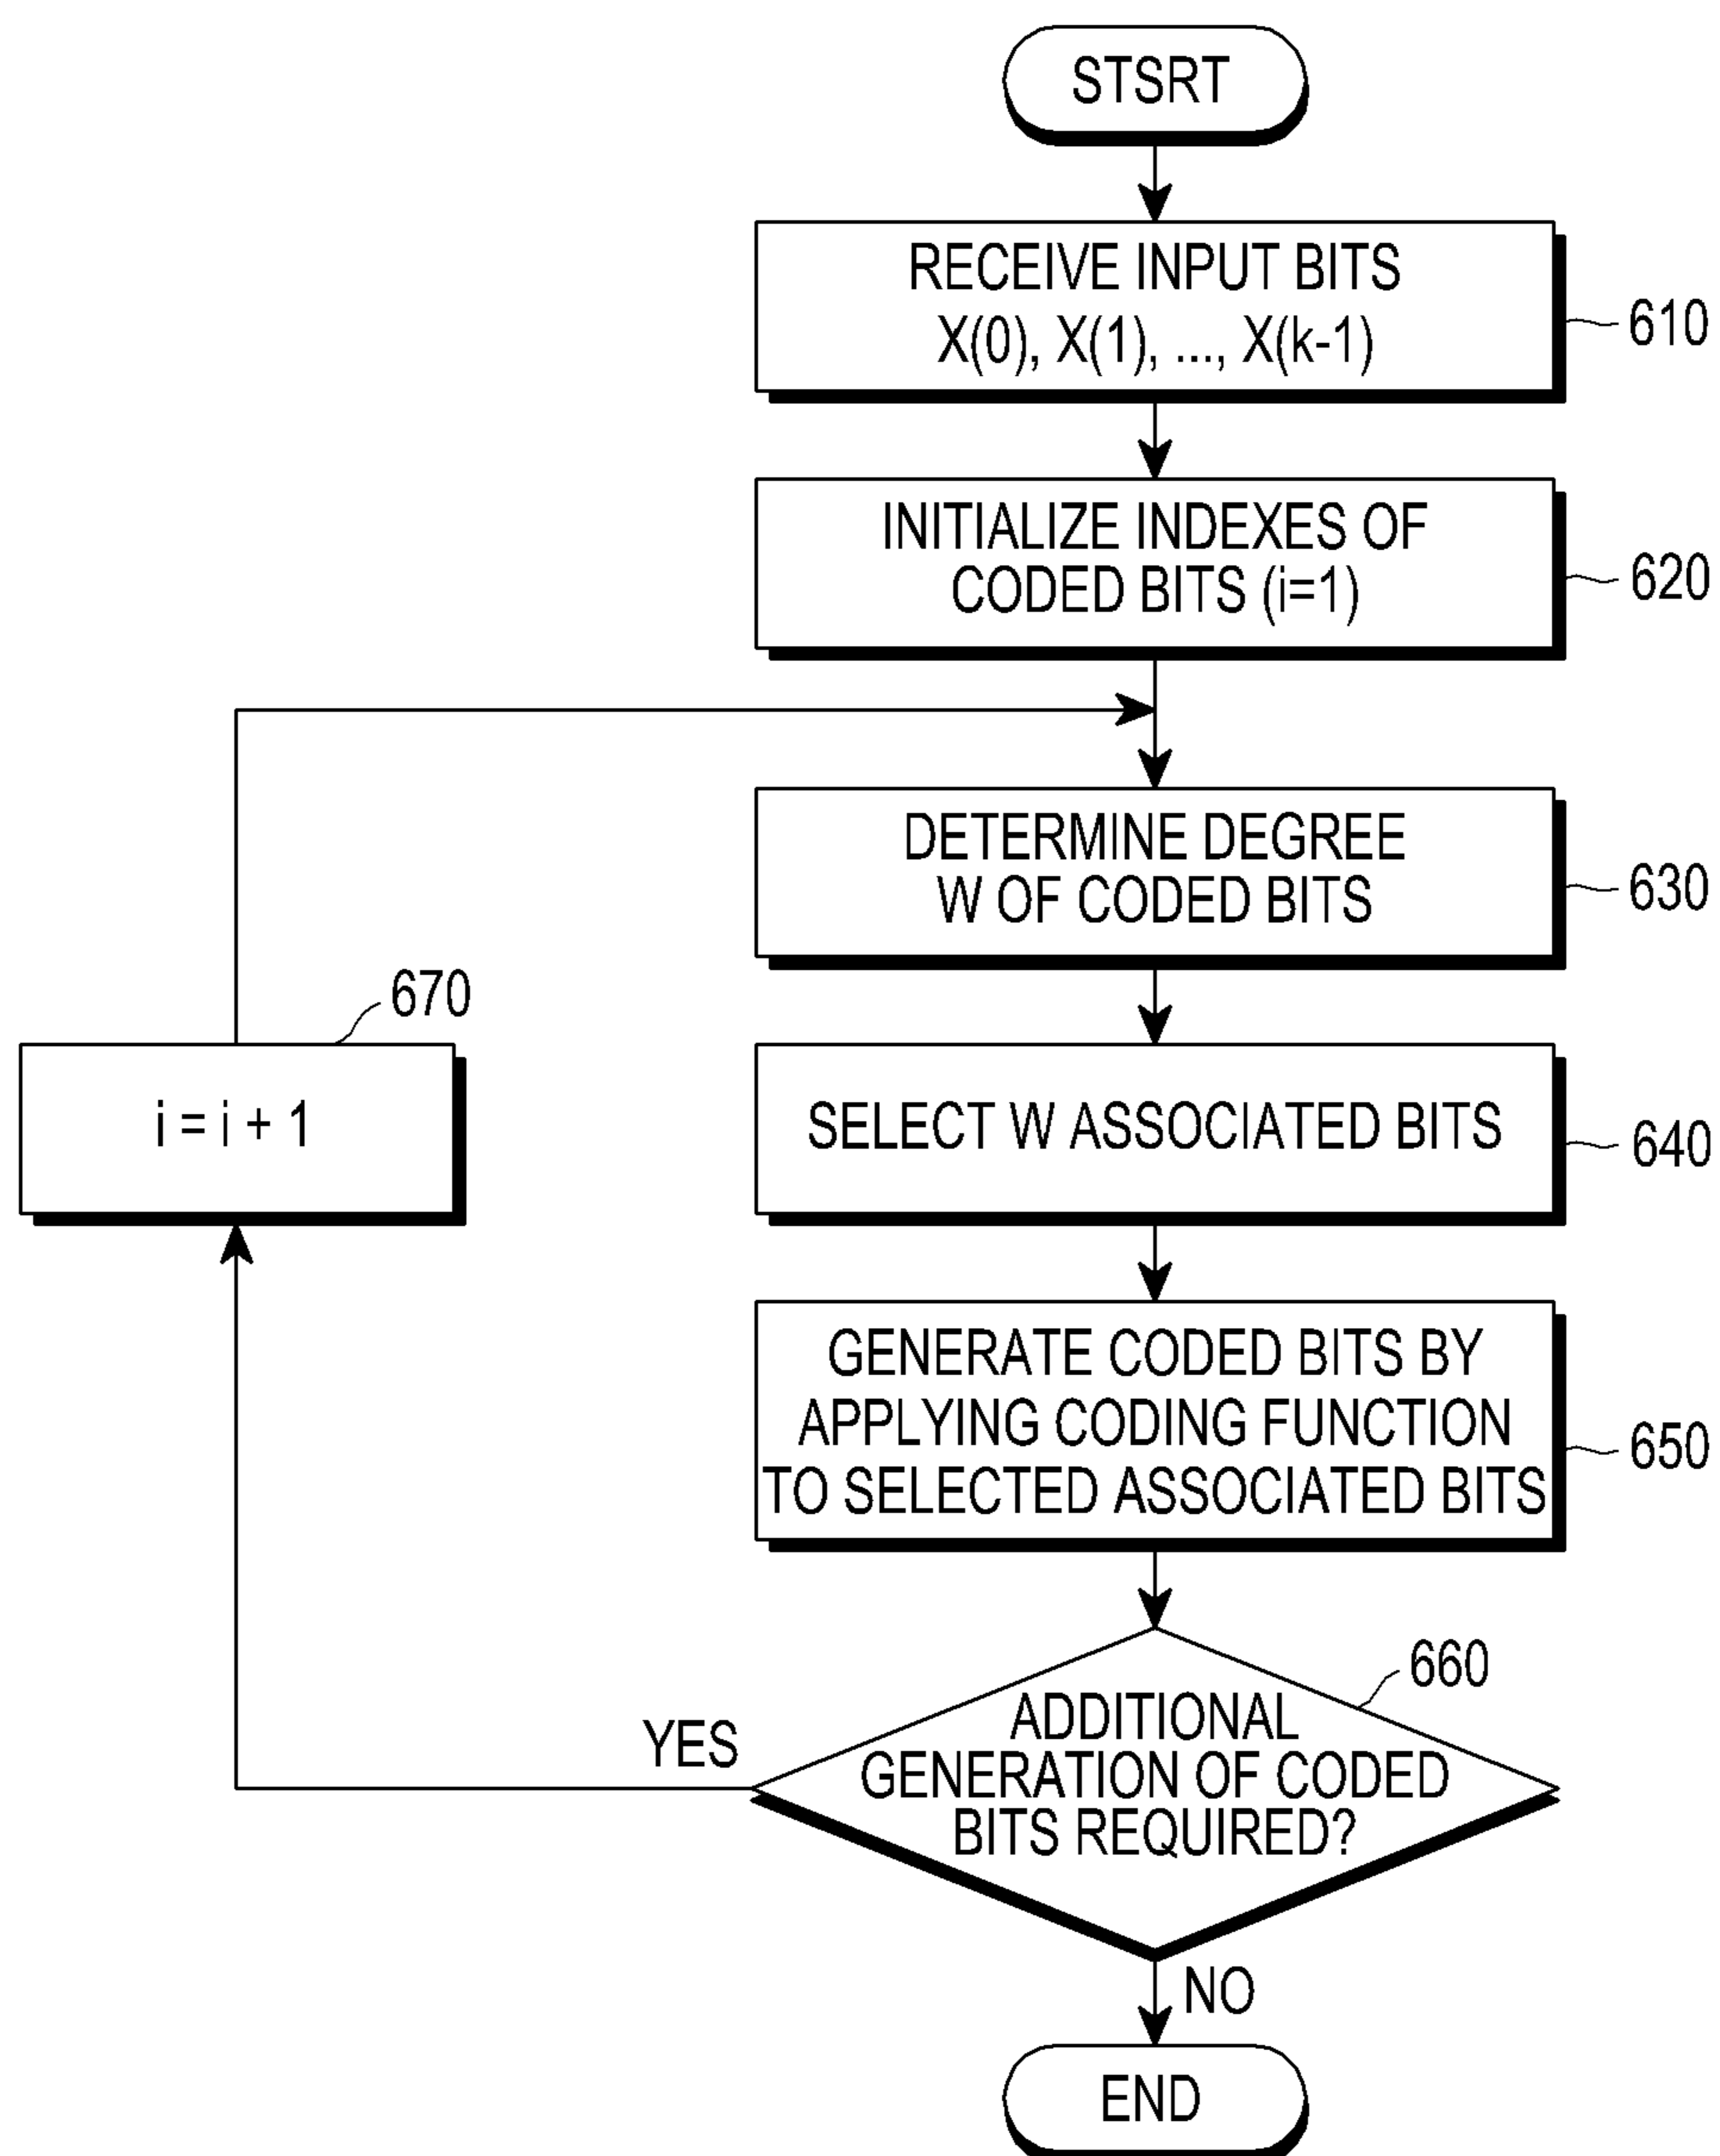 STSRT
RECEIVE INPUT BITS
X(0), X(1), ..., X(k-1)
610
INITIALIZE INDEXES OF
CODED BITS (i=1)
620
DETERMINE DEGREE
W OF CODED BITS
630
670
i = i + 1
SELECT W ASSOCIATED BITS
640
GENERATE CODED BITS BY
APPLYING CODING FUNCTION
TO SELECTED ASSOCIATED BITS
650
660
ADDITIONAL
GENERATION OF CODED
BITS REQUIRED?
YES
NO
END